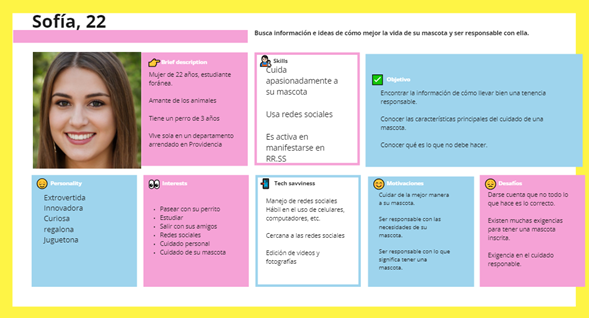 Sofía, 22
Busca información e ideas de cómo mejor la vida de su mascota y ser responsable con ella.
Brief description
Mujer de 22 años, estudiante
foránea.
Amante de los animales
Tiene un perro de 3 años
Vive sola en un departamento
arrendado en Providencia
Skills
Cuida
apasionadamente a
su mascota
Usa redes sociales
Es activa en
manifestarse en
RR.SS
Objetivo
Encontrar la información de cómo llevar bien una tenencia
responsable.
Conocer las características principales del cuidado de una
mascota.
Conocer qué es lo que no debe hacer.
Personality
Extrovertida
Innovadora
Curiosa
regalona
Juguetona
Interests
• Pasear con su perrito
• Estudiar
• Salir con sus amigos
• Redes sociales
• Cuidado personal
• Cuidado de su mascota
Tech savviness
Manejo de redes sociales
Hábil en el uso de celulares,
computadores, etc.
Cercana a las redes sociales
Edición de videos y
fotografías
Motivaciones
Cuidar de la mejor manera
a su mascota.
Ser responsable con las
necesidades de su
mascota.
Ser responsable con lo que
significa tener una
mascota.
Desafíos
Darse cuenta que no todo lo
que hace es lo correcto.
Existen muchas exigencias
para tener una mascota
inscrita.
Exigencia en el cuidado
responable.